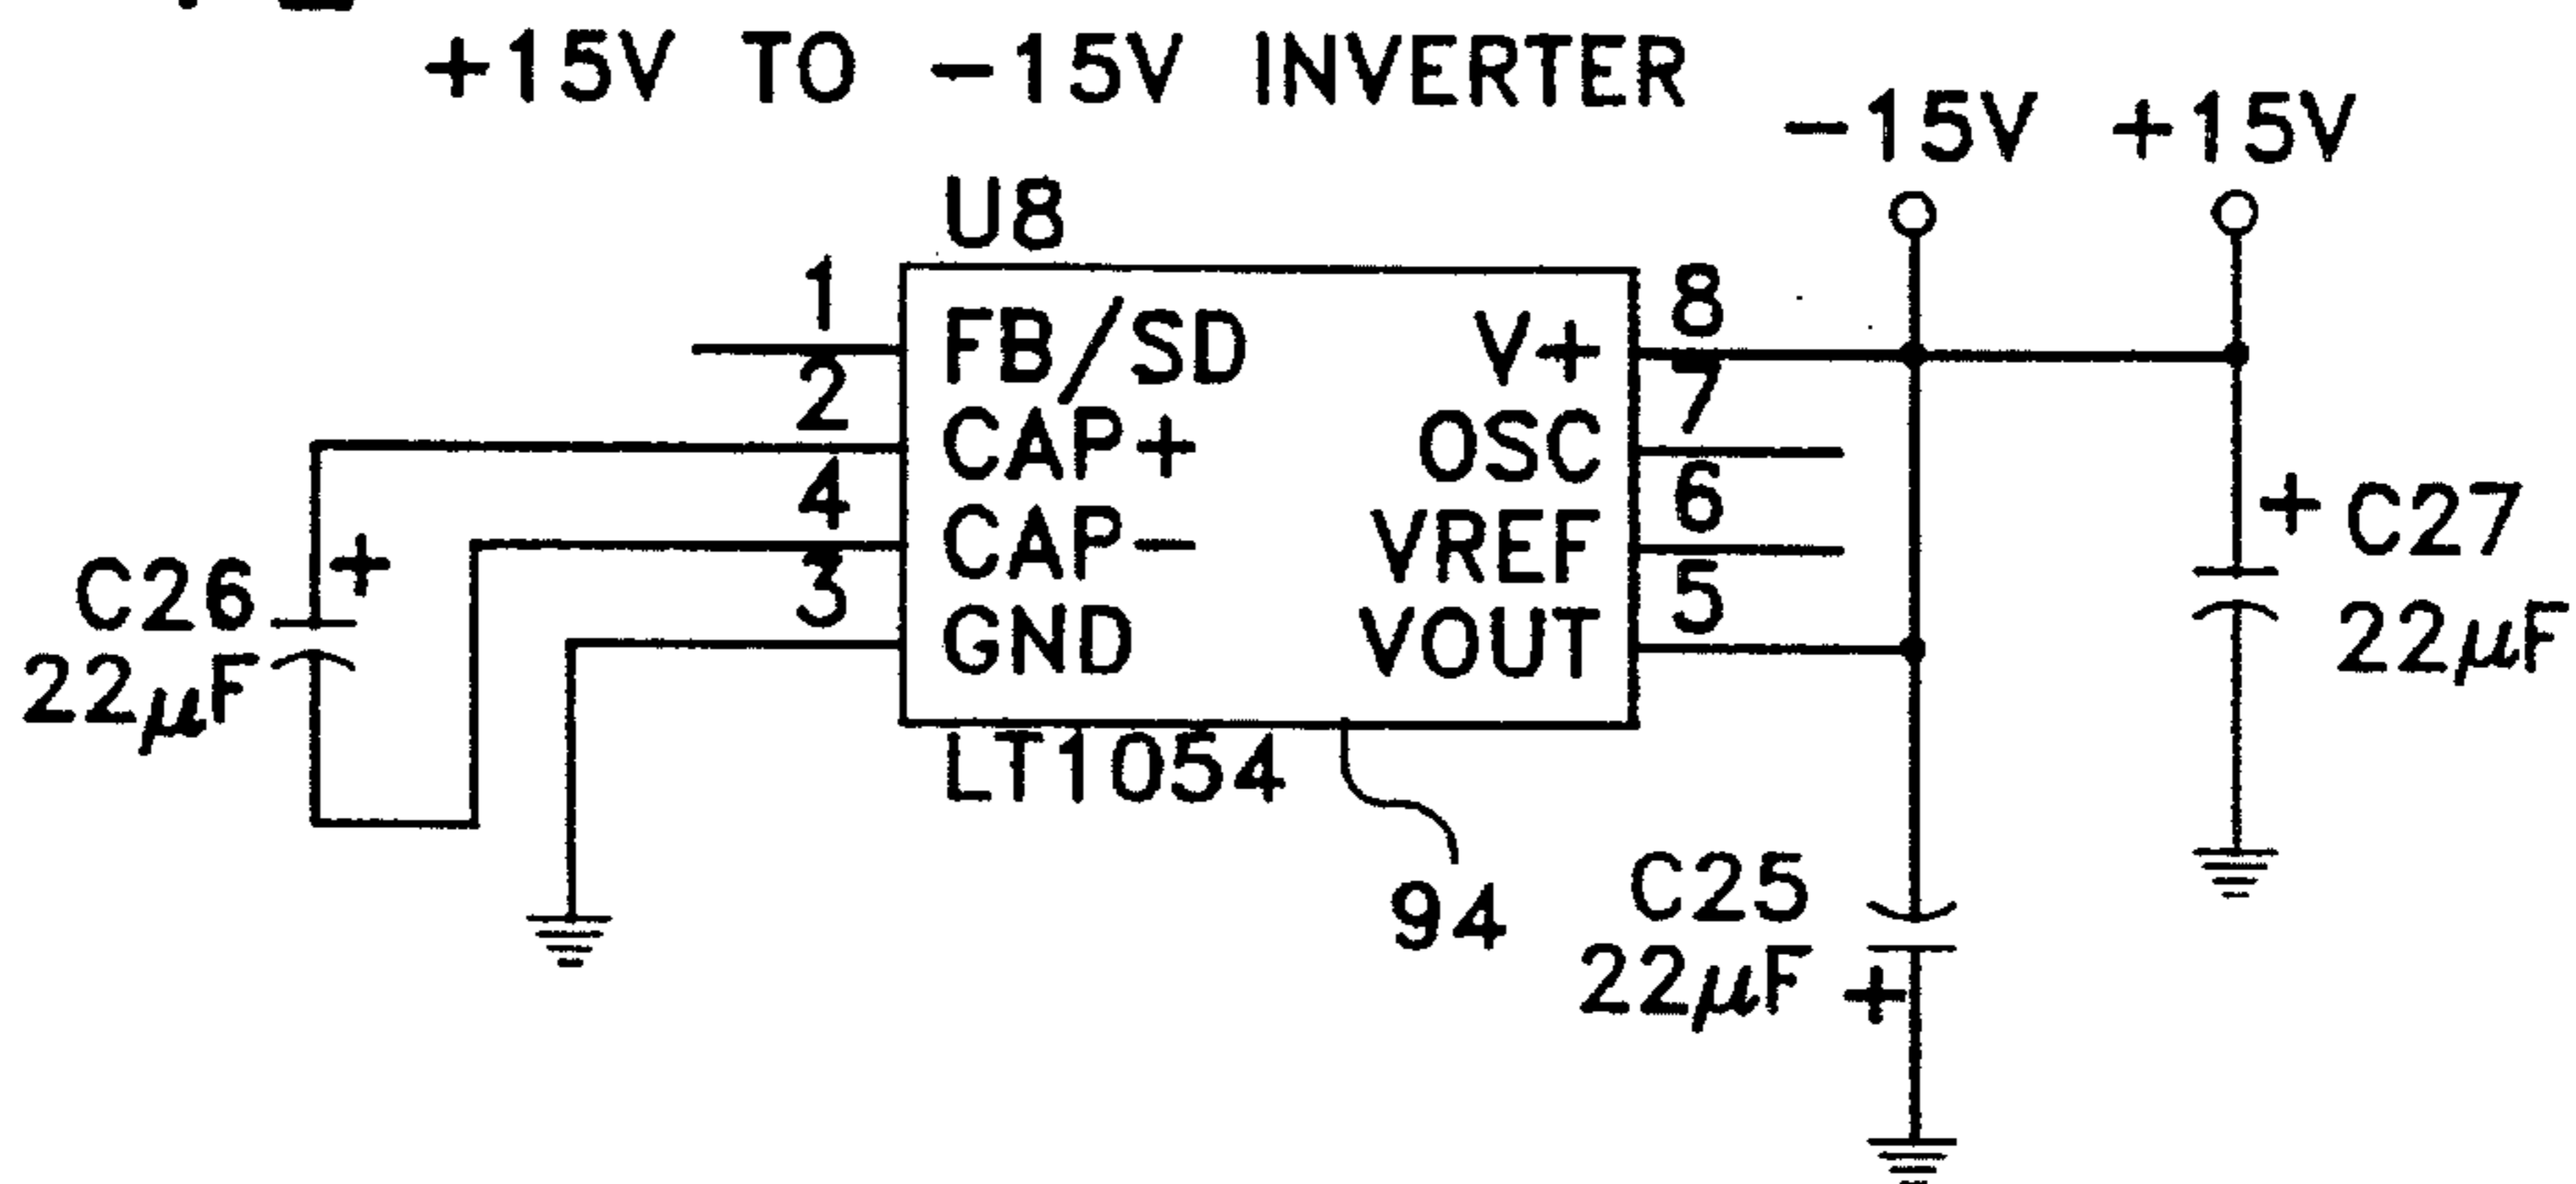 +15V TO -15V INVERTER
-15V +15V
U8
1
FB/SD
V+
8
2
CAP+
OSC
7
4
CAP-
VREF
6
3
GND
VOUT
5
LT1054
94
+
C26
22μF
+
C27
22μF
C25
22μF
+